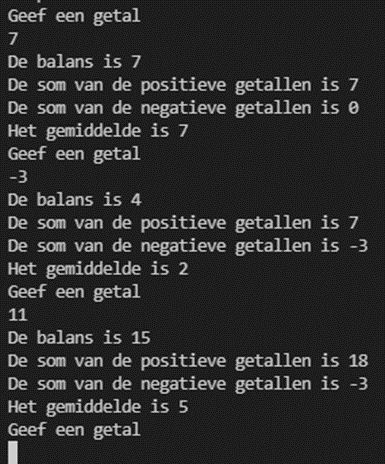 Geef een getal
7
De balans is 7
De som van de positieve getallen is 7
De som van de negatieve getallen is 0
Het gemiddelde is 7
Geef een getal
-3
De balans is 4
De som van de positieve getallen is 7
De som van de negatieve getallen is -3
Het gemiddelde is 2
Geef een getal
11
De balans is 15
De som van de positieve getallen is 18
De som van de negatieve getallen is -3
Het gemiddelde is 5
Geef een getal